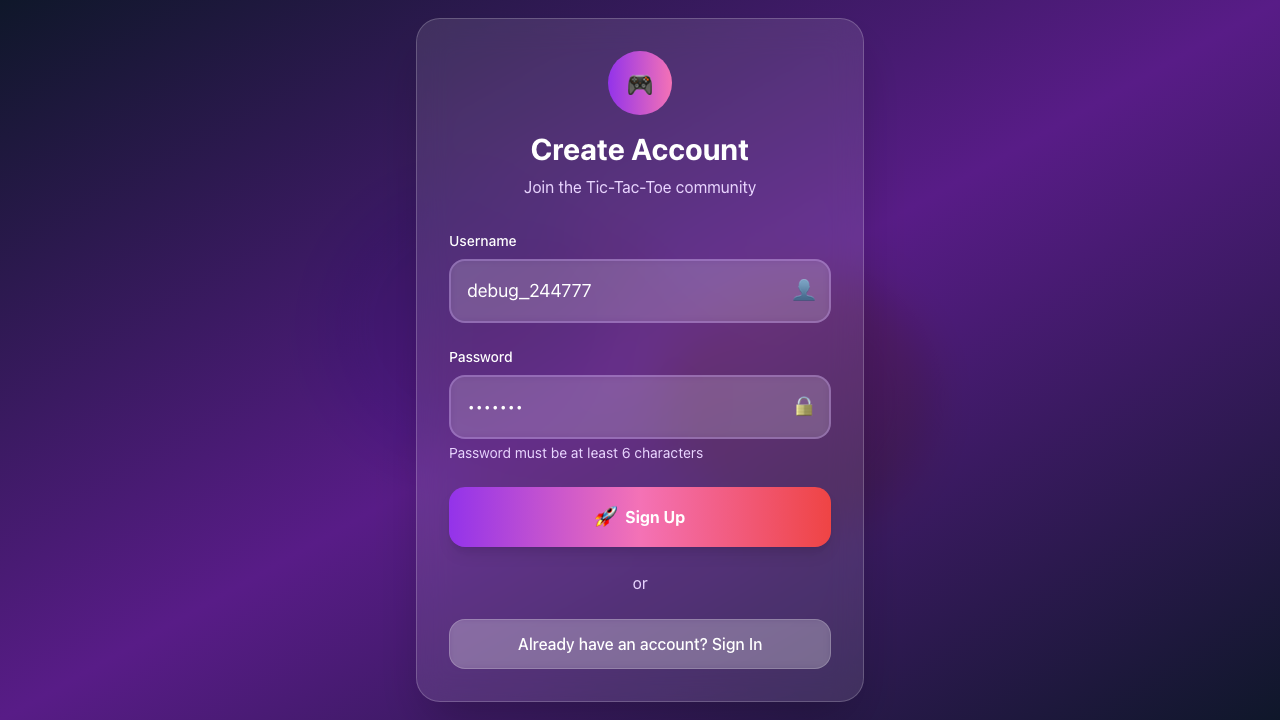 Create Account
Join the Tic-Tac-Toe community
Username
debug_244777
Password
•••••••
Password must be at least 6 characters
Sign Up
or
Already have an account? Sign In